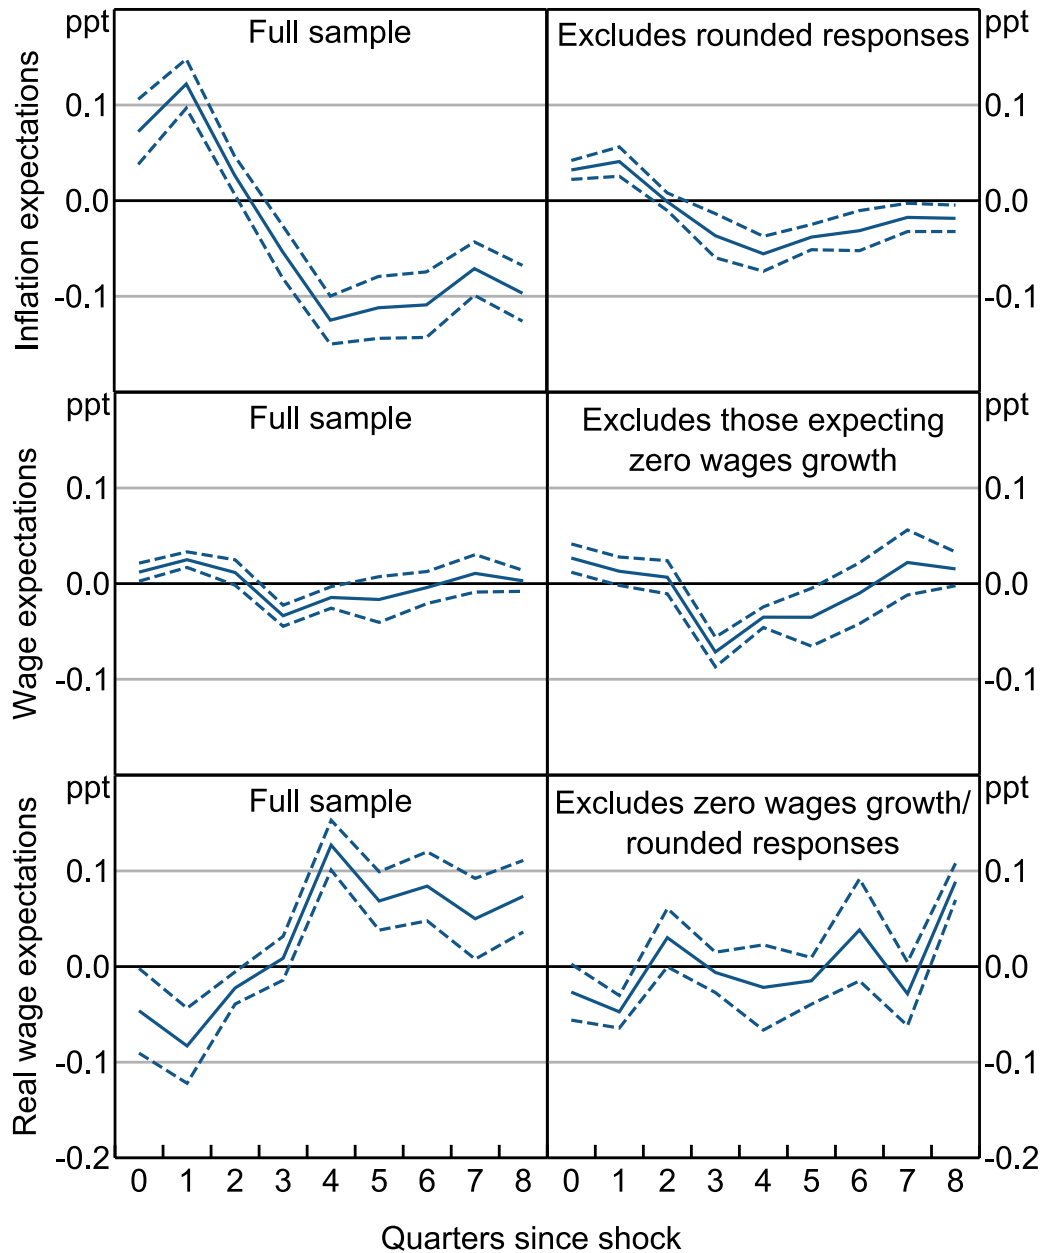 ppt
Full sample
Excludes rounded responses
ppt
Inflation expectations
0.1
0.1
0.0
0.0
-0.1
-0.1
ppt
Full sample
Excludes those expecting
zero wages growth
ppt
Wage expectations
0.1
0.1
0.0
0.0
-0.1
-0.1
ppt
Full sample
Excludes zero wages growth/
rounded responses
ppt
Real wage expectations
0.1
0.1
0.0
0.0
-0.1
-0.1
-0.2
-0.2
0 1 2 3 4 5 6 7 8
0 1 2 3 4 5 6 7 8
Quarters since shock